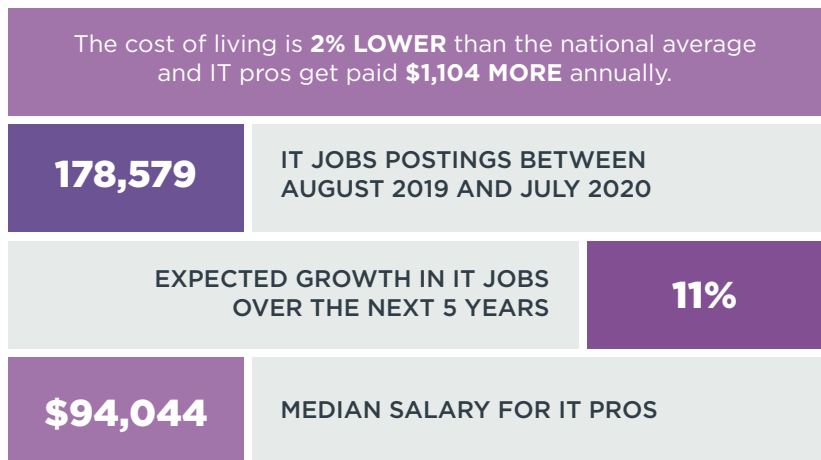 The cost of living is 2% LOWER than the national average
and IT pros get paid $1,104 MORE annually.
178,579
IT JOBS POSTINGS BETWEEN
AUGUST 2019 AND JULY 2020
EXPECTED GROWTH IN IT JOBS
OVER THE NEXT 5 YEARS
11%
$94,044
MEDIAN SALARY FOR IT PROS